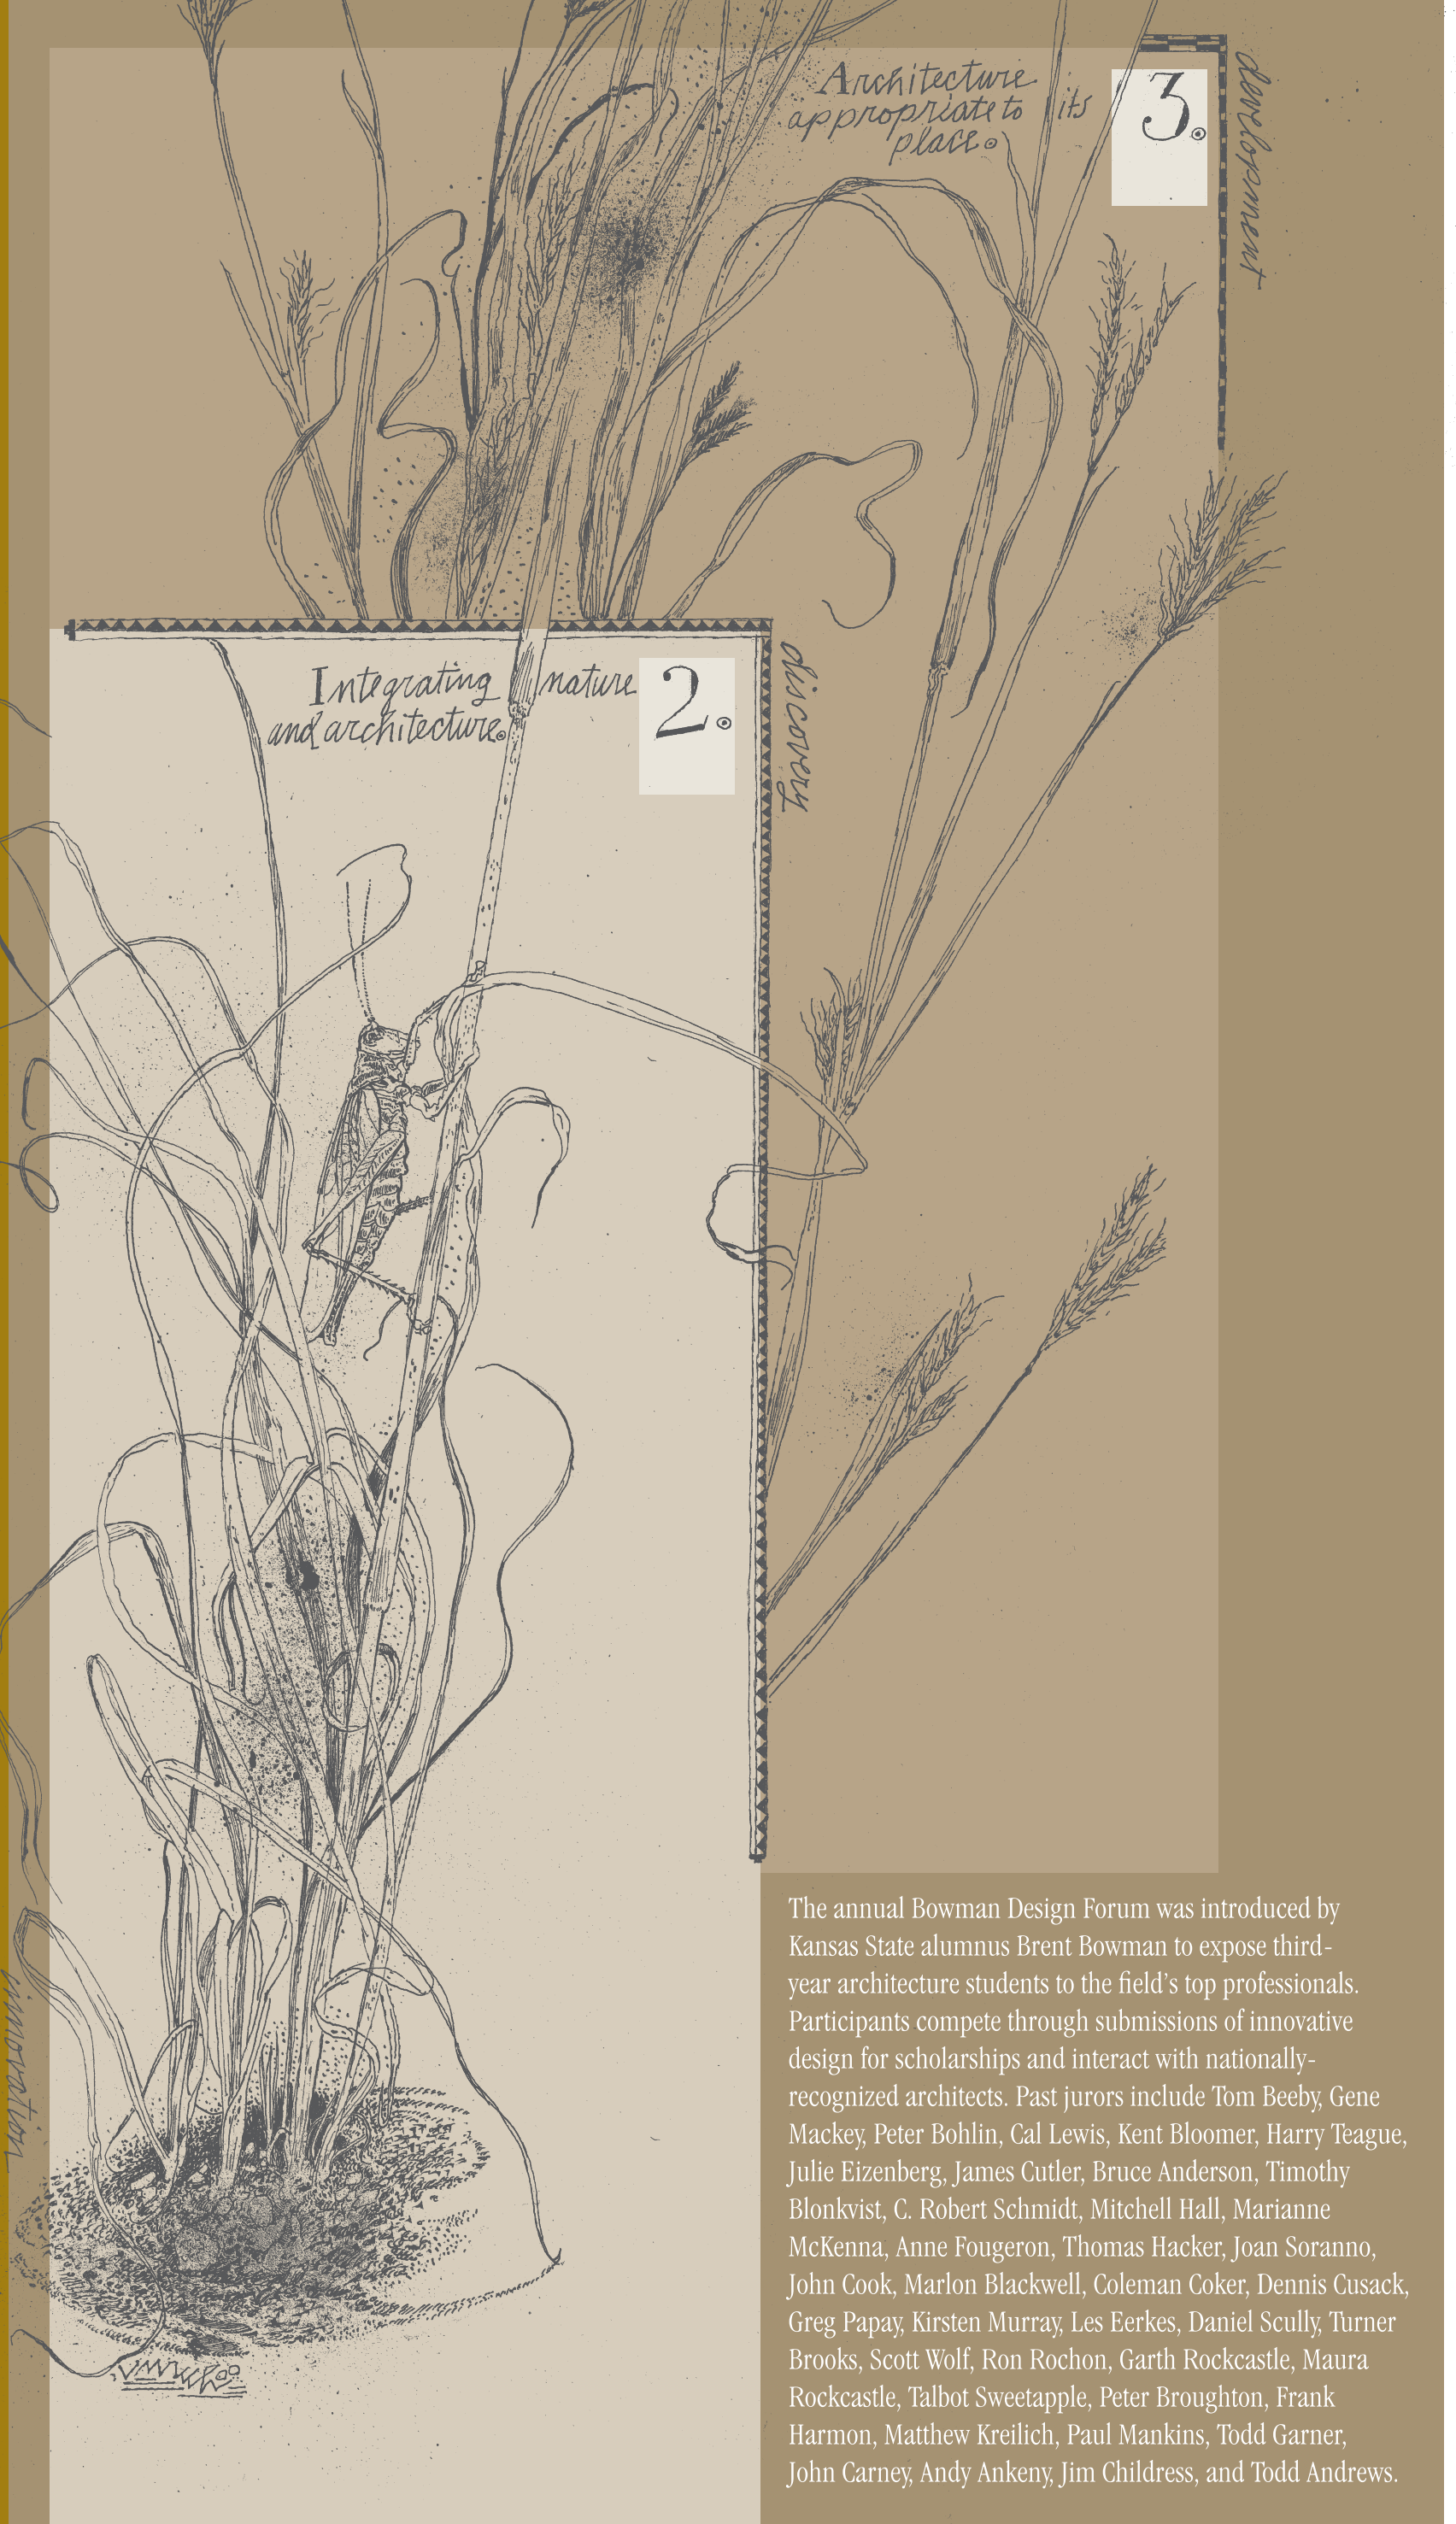 Architecture
appropriate to its
place.
3.
development
Integrating nature
and architecture.
2.
discovery
innovation
The annual Bowman Design Forum was introduced by
Kansas State alumnus Brent Bowman to expose third-
year architecture students to the field’s top professionals.
Participants compete through submissions of innovative
design for scholarships and interact with nationally-
recognized architects. Past jurors include Tom Beeby, Gene
Mackey, Peter Bohlin, Cal Lewis, Kent Bloomer, Harry Teague,
Julie Eizenberg, James Cutler, Bruce Anderson, Timothy
Blonkvist, C. Robert Schmidt, Mitchell Hall, Marianne
McKenna, Anne Fougeron, Thomas Hacker, Joan Soranno,
John Cook, Marlon Blackwell, Coleman Coker, Dennis Cusack,
Greg Papay, Kirsten Murray, Les Eerkes, Daniel Scully, Turner
Brooks, Scott Wolf, Ron Rochon, Garth Rockcastle, Maura
Rockcastle, Talbot Sweetapple, Peter Broughton, Frank
Harmon, Matthew Kreilich, Paul Mankins, Todd Garner,
John Carney, Andy Ankeny, Jim Childress, and Todd Andrews.